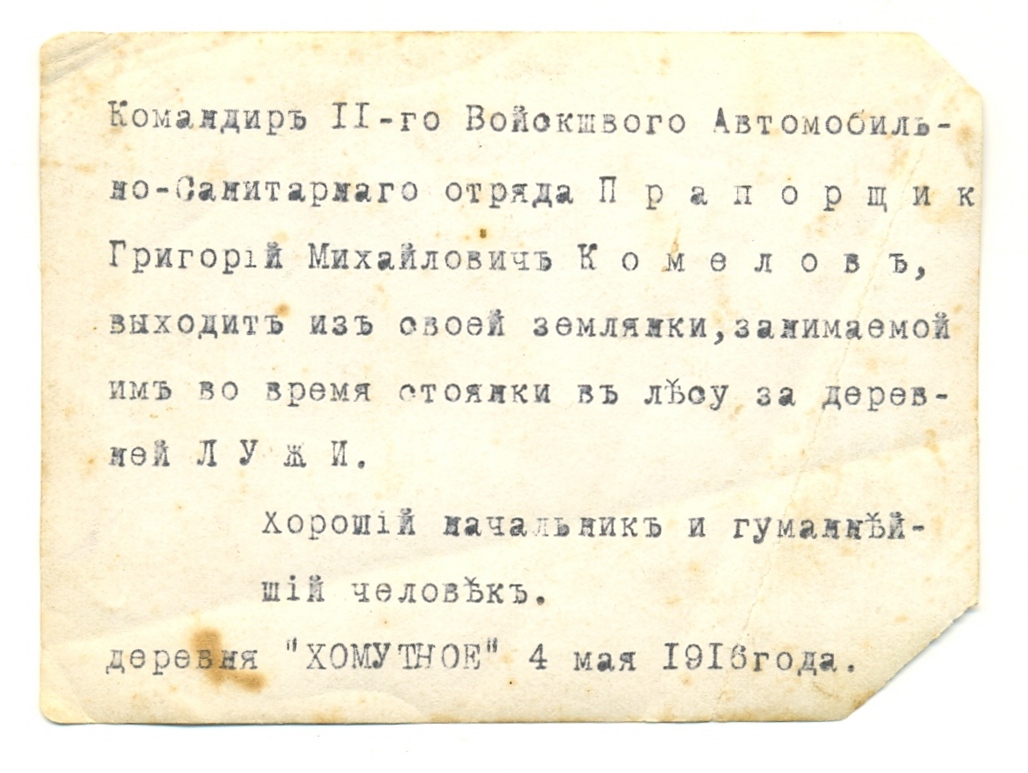 Командиръ II-го Войскшвого Автомобиль-
но-Санитарнаго отряда П р а п о р щ и к
Григорій Михайловичъ К о м е л о в ъ,
выходитъ изъ своей землянки,занимаемой
имъ во время стоянки въ лѣсу за дерев-
ней Л У Ж И.
Хорошій начальникъ и гуманнѣй-
шій человѣкъ.
деревня "ХОМУТНОЕ" 4 мая 1916года.